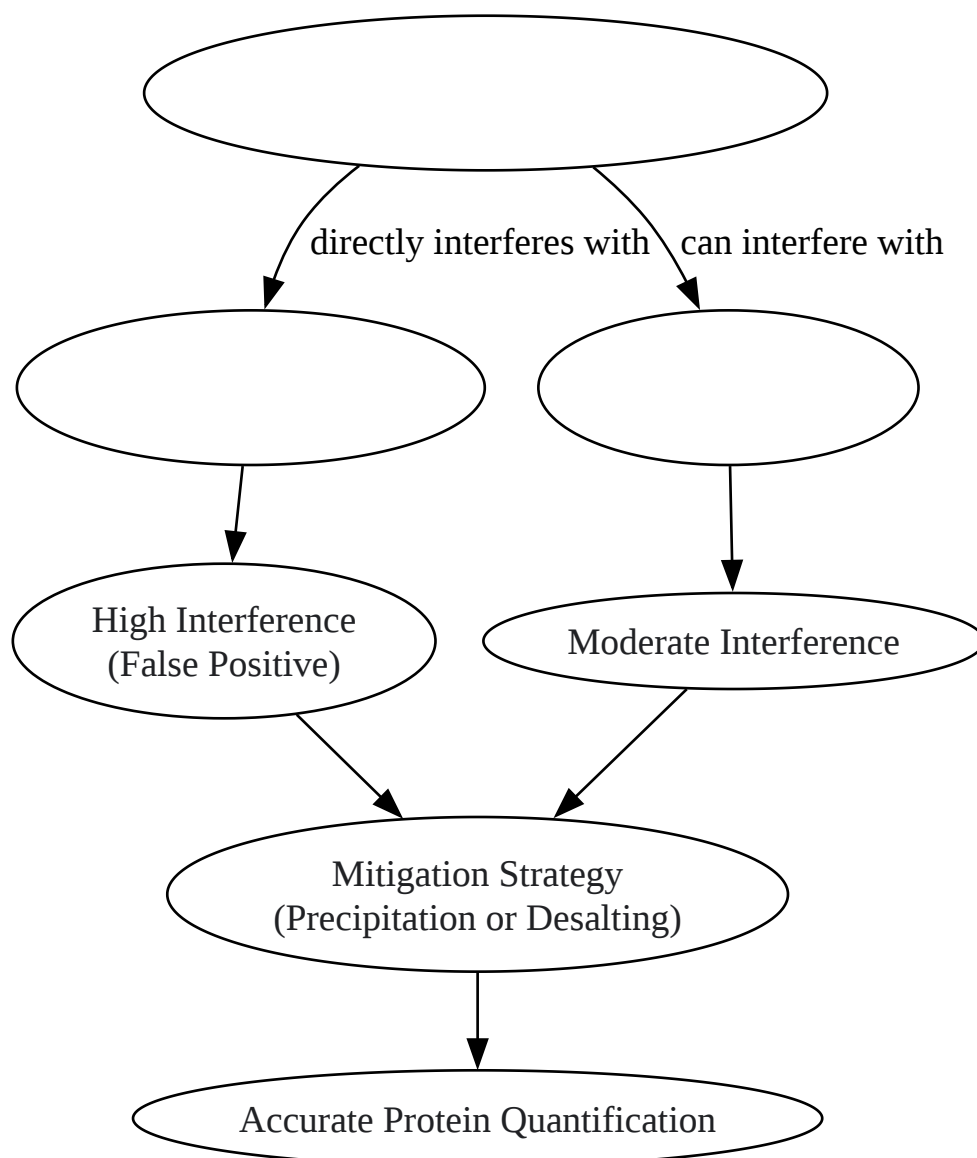 directly interferes with
can interfere with
High Interference
(False Positive)
Moderate Interference
Mitigation Strategy
(Precipitation or Desalting)
Accurate Protein Quantification